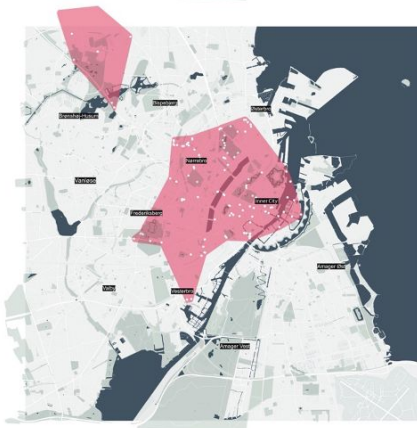 Bispebjerg
Østerbro
Brønshøj-Husum
Nørrebro
Vanløse
Inner City
Frederiksberg
Amager Øst
Valby
Vesterbro
Amager Vest